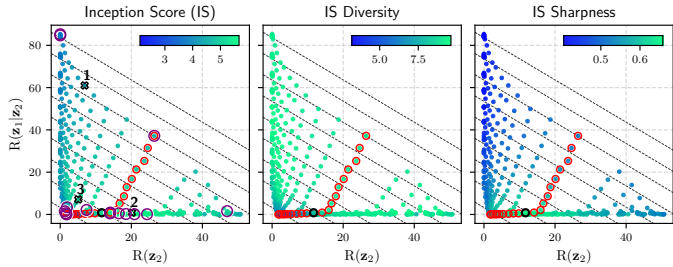 Inception Score (IS)
IS Diversity
IS Sharpness
3 4 5
5.0 7.5
0.5 0.6
R(z₁|z₂)
80
60
40
20
0
1
3
2
0 20 40
0 20 40
0 20 40
R(z₂)
R(z₂)
R(z₂)